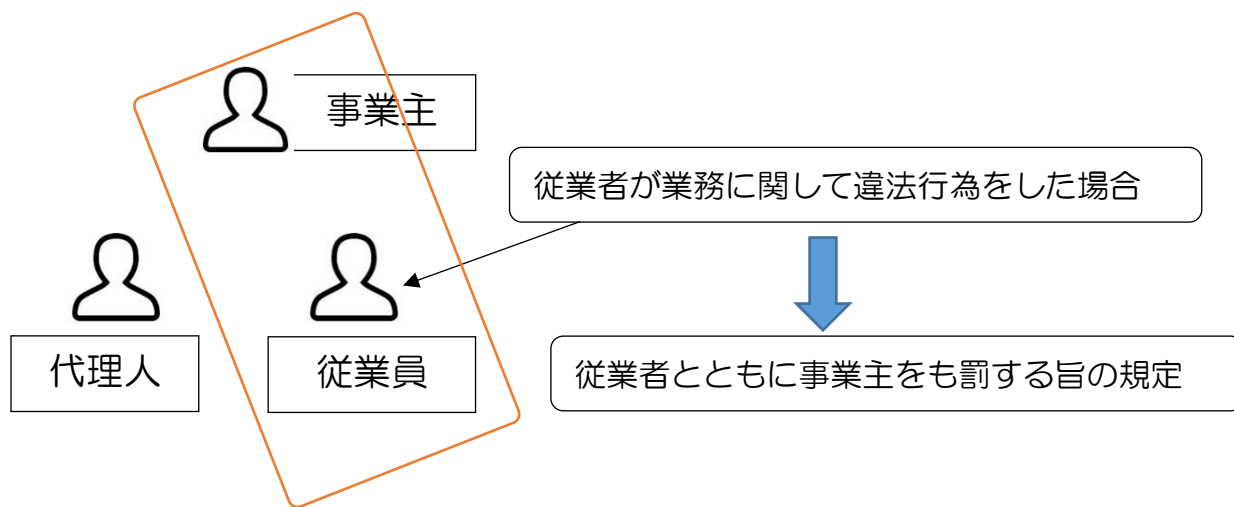 事業主
従業者が業務に関して違法行為をした場合
代理人
従業員
従業者とともに事業主をも罰する旨の規定